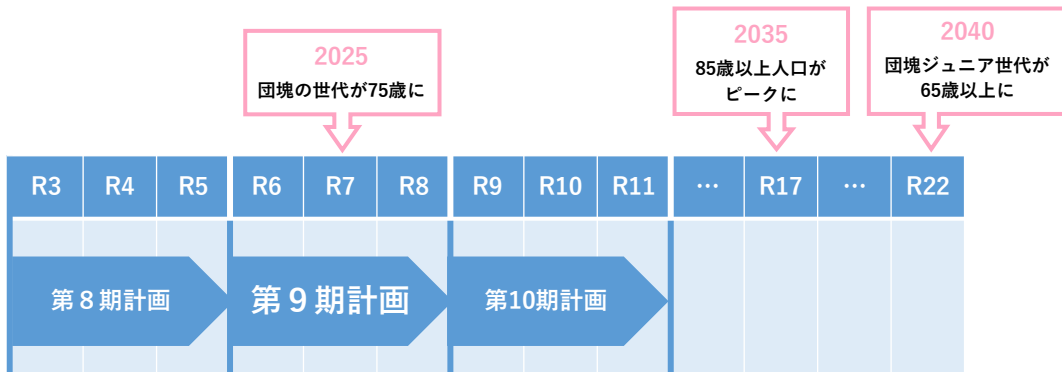 2025
団塊の世代が75歳に
2035
85歳以上人口が
ピークに
2040
団塊ジュニア世代が
65歳以上に
R3 R4 R5 R6 R7 R8 R9 R10 R11 … R17 … R22
第８期計画 第９期計画 第10期計画